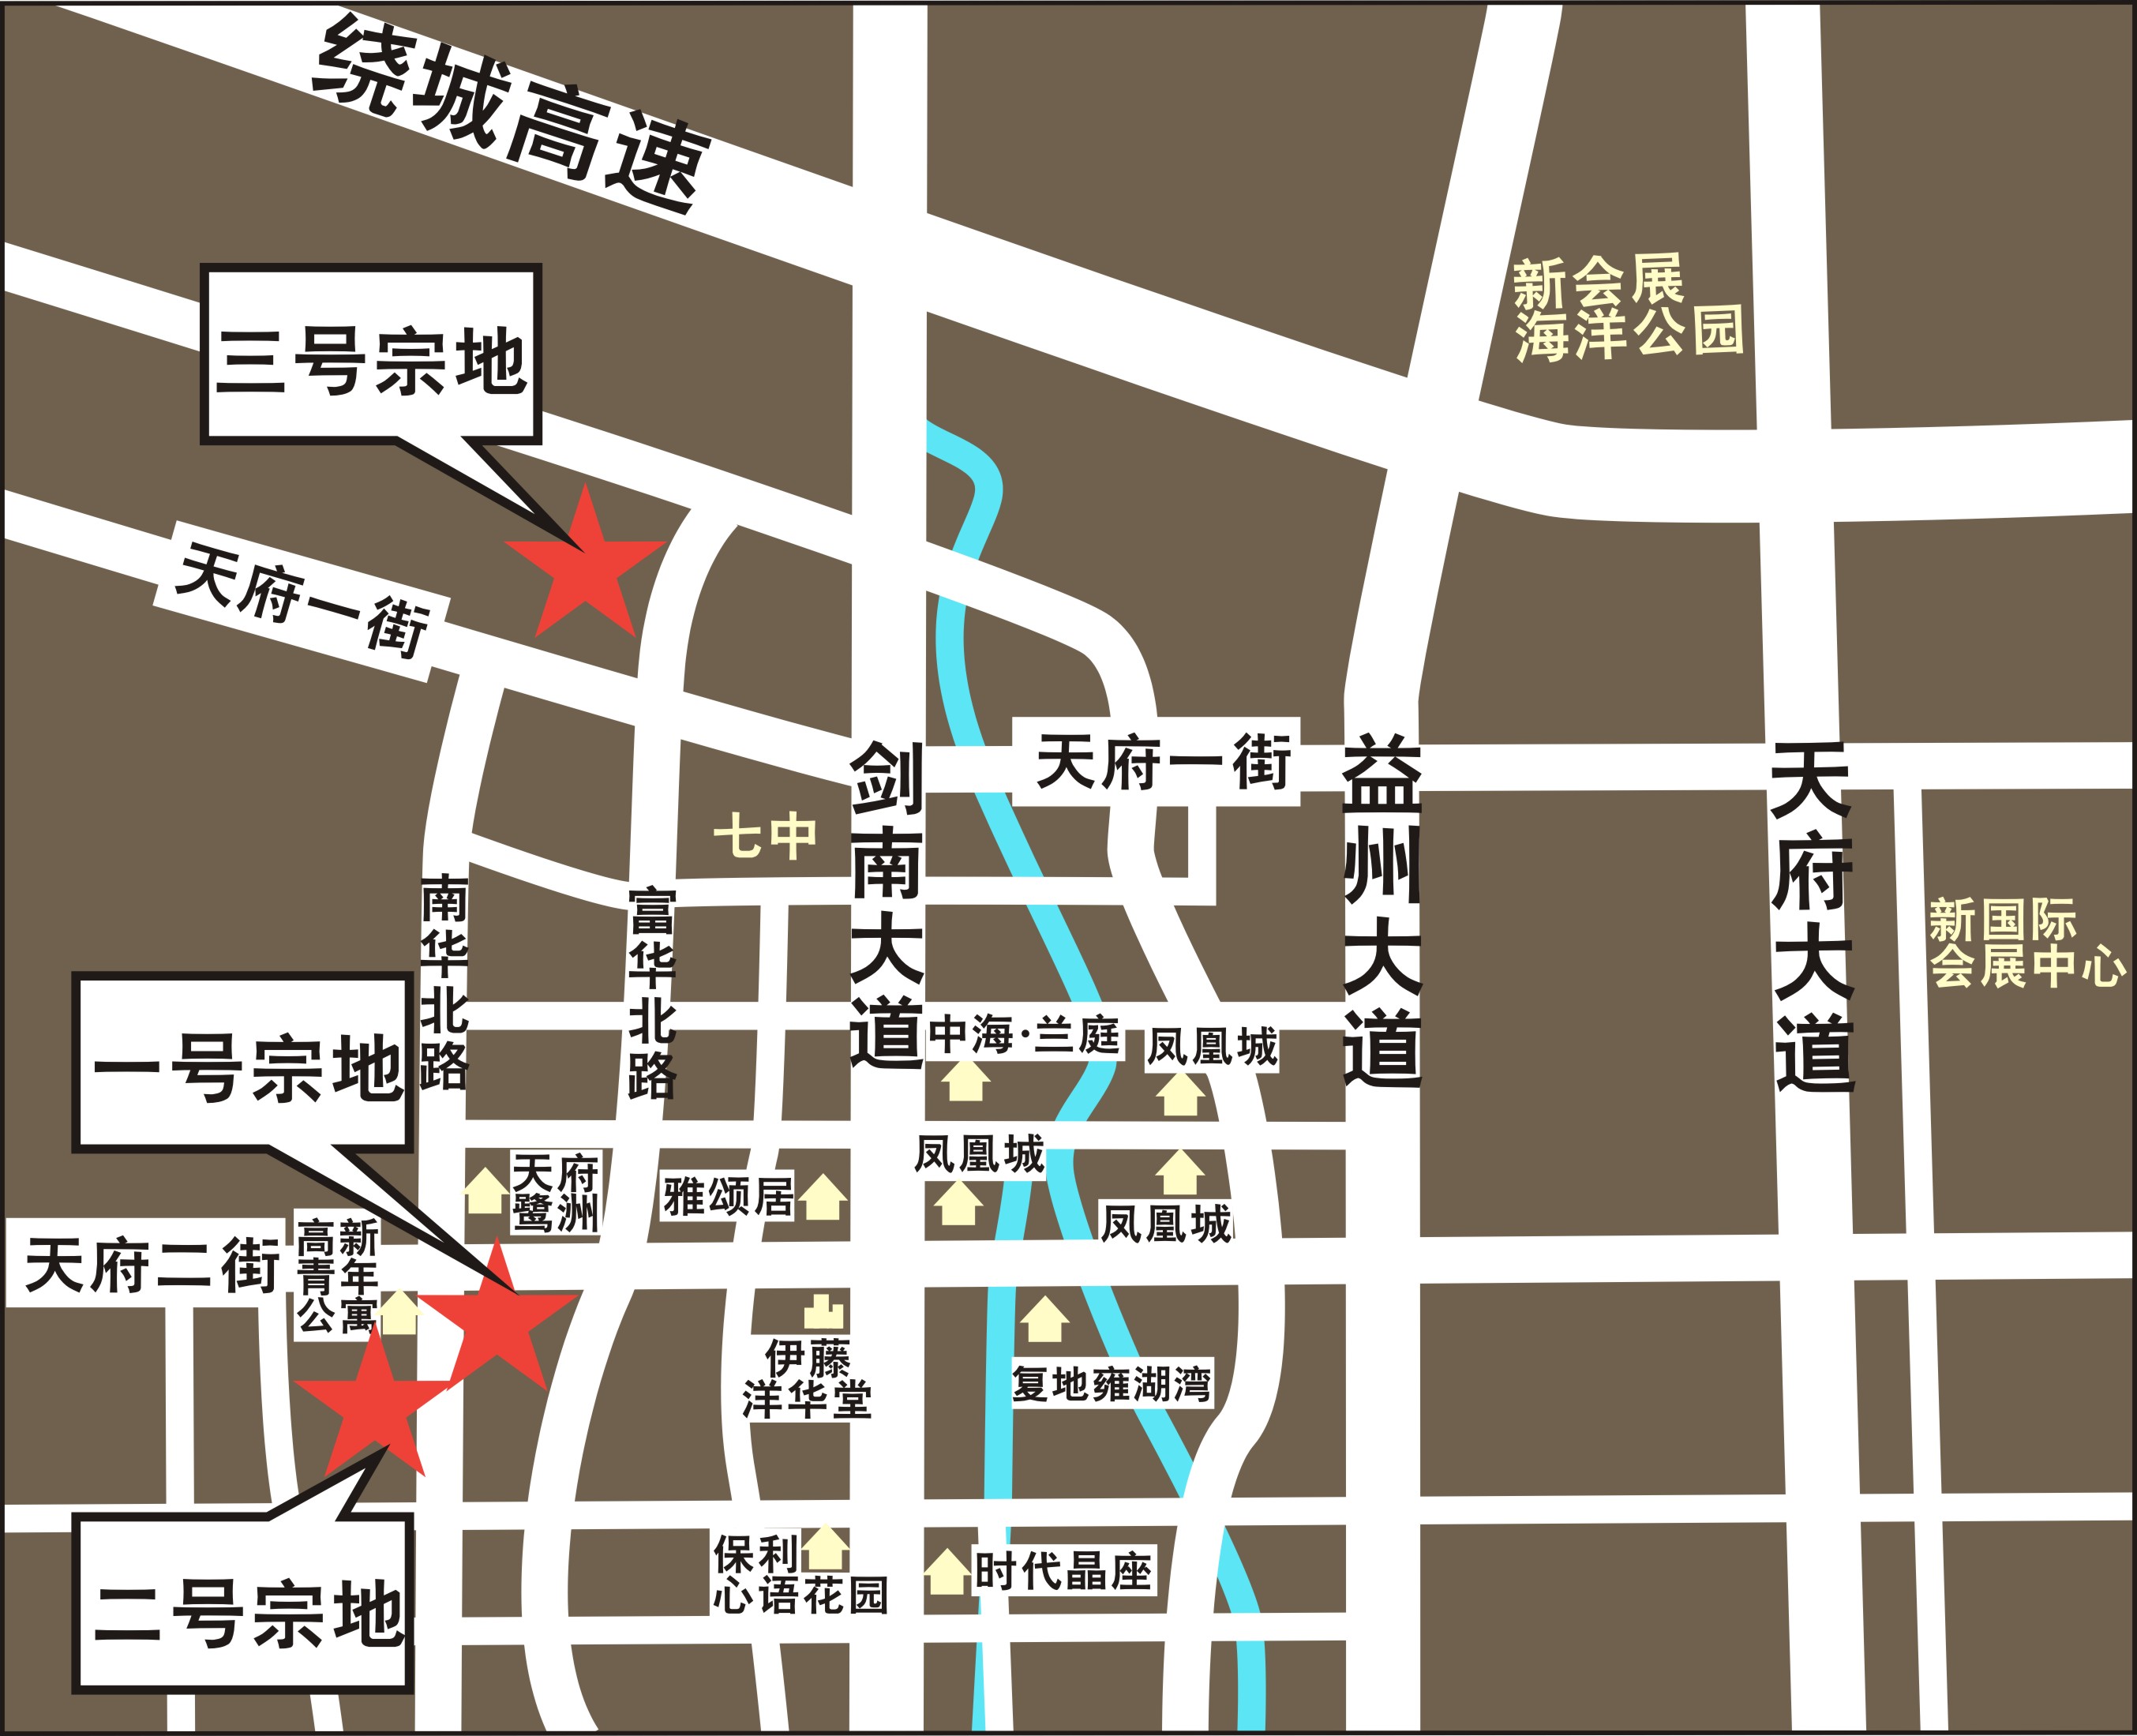 绕城高速
新会展
海洋公园
三号宗地
天府一街
天府一街
剑南大道
益州大道
天府大道
七中
南华北路
富华北路
新国际
会展中心
一号宗地
中海·兰庭
凤凰城
凤凰城
天府
鹭洲
雅颂居
凤凰城
天府二街
高新
青年
公寓
伊藤
洋华堂
复地雍湖湾
保利
心语花园
时代晶座
二号宗地